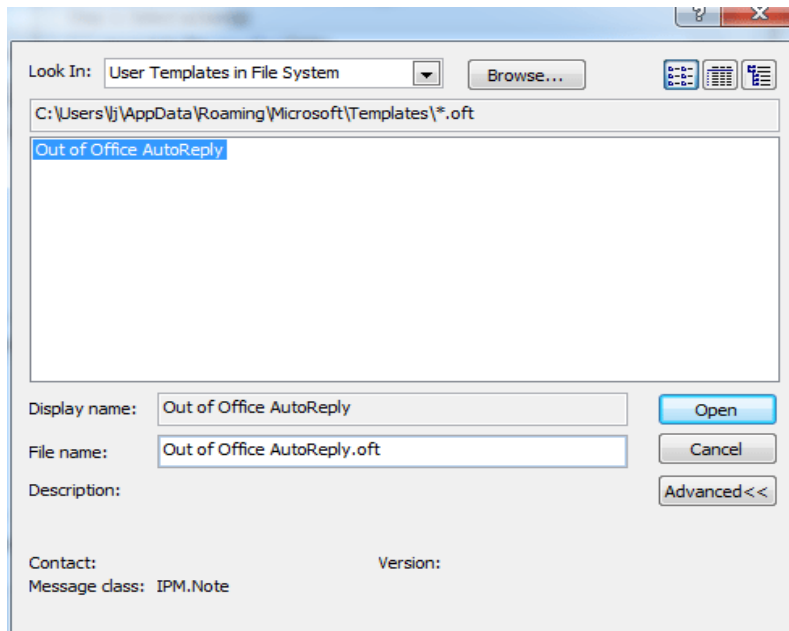 Look In: User Templates in File System Browse...
C:\Users\lj\AppData\Roaming\Microsoft\Templates\*.oft
Out of Office AutoReply
Display name: Out of Office AutoReply Open
File name: Out of Office AutoReply.oft Cancel
Description: Advanced<<
Contact: Version:
Message class: IPM.Note